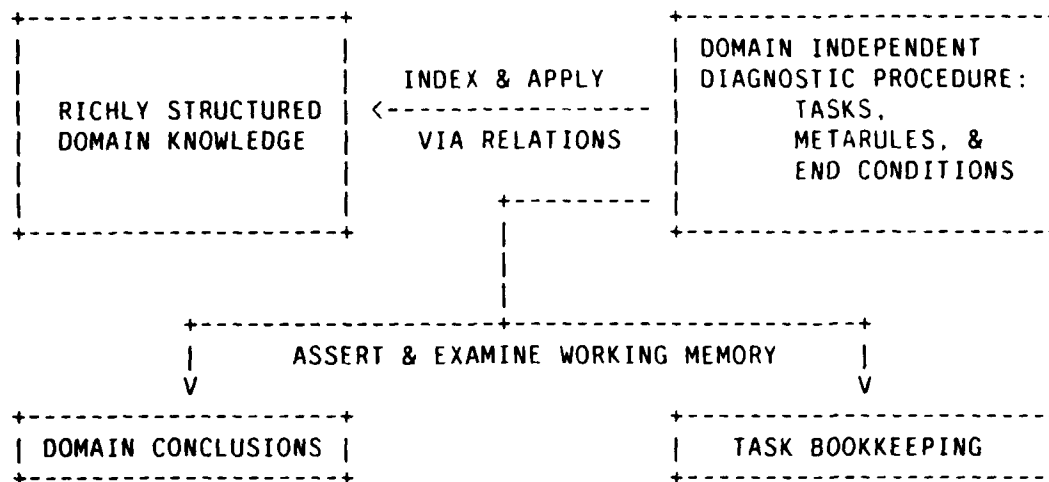 DOMAIN INDEPENDENT
INDEX & APPLY
DIAGNOSTIC PROCEDURE:
RICHLY STRUCTURED
TASKS,
DOMAIN KNOWLEDGE
VIA RELATIONS
METARULES, &
END CONDITIONS
ASSERT & EXAMINE WORKING MEMORY
DOMAIN CONCLUSIONS
TASK BOOKKEEPING